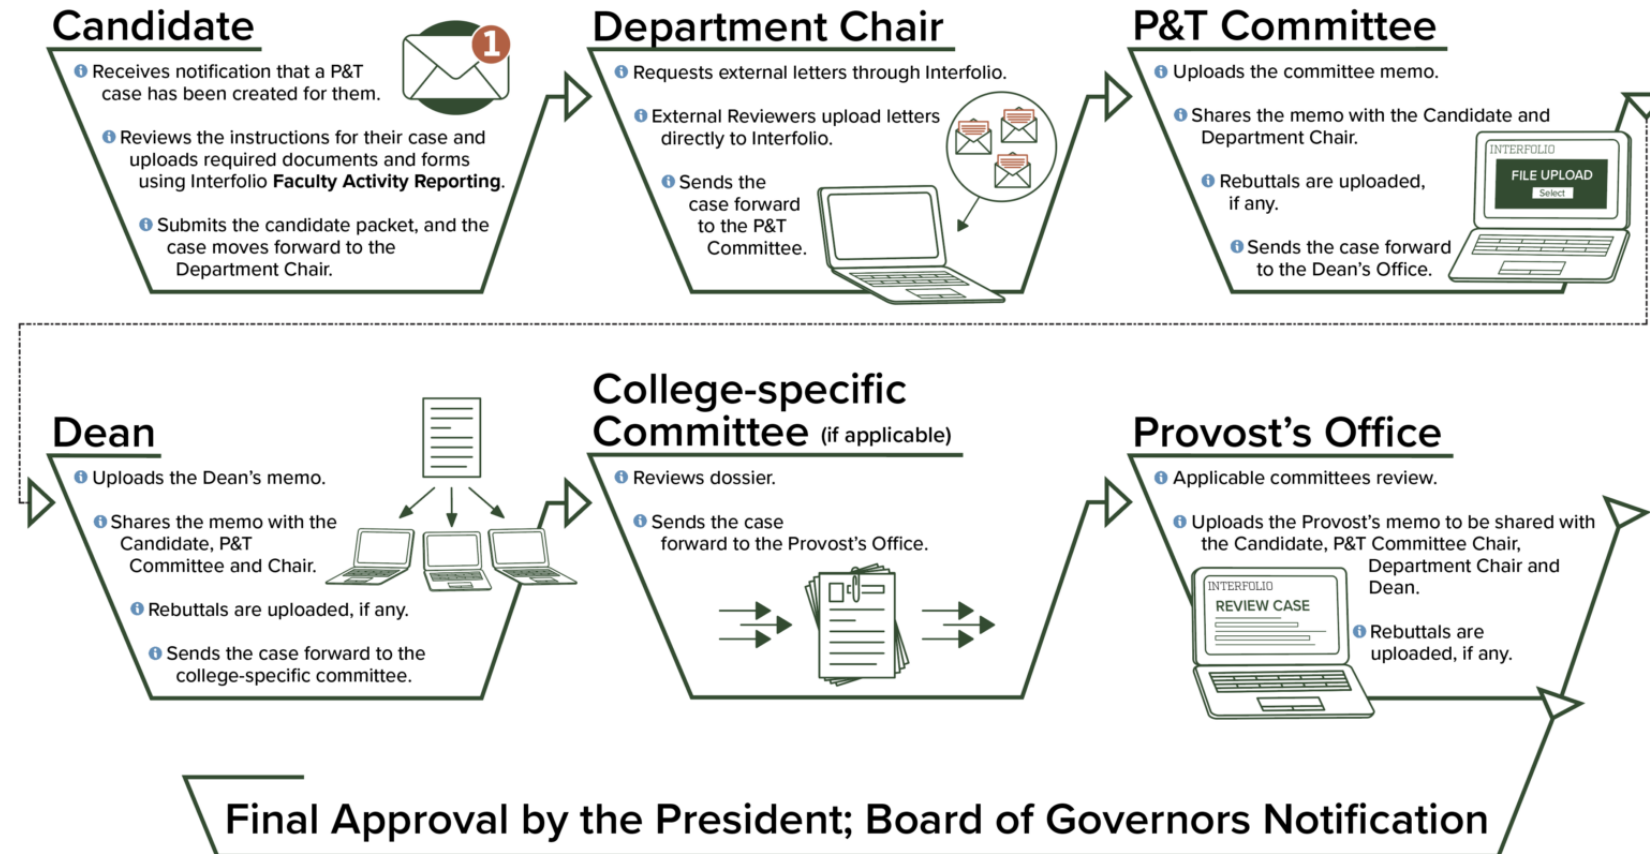 Candidate
1
Receives notification that a P&T
case has been created for them.
Reviews the instructions for their case and
uploads required documents and forms
using Interfolio Faculty Activity Reporting.
Submits the candidate packet, and the
case moves forward to the
Department Chair.
Department Chair
Requests external letters through Interfolio.
External Reviewers upload letters
directly to Interfolio.
Sends the
case forward
to the P&T
Committee.
P&T Committee
Uploads the committee memo.
Shares the memo with the Candidate and
Department Chair.
Rebuttals are uploaded,
if any.
Sends the case forward
to the Dean's Office.
INTERFOLIO
FILE UPLOAD
Select
Dean
Uploads the Dean's memo.
Shares the memo with the
Candidate, P&T
Committee and Chair.
Rebuttals are uploaded, if any.
Sends the case forward to the
college-specific committee.
College-specific
Committee (if applicable)
Reviews dossier.
Sends the case
forward to the Provost's Office.
Provost's Office
Applicable committees review.
Uploads the Provost's memo to be shared with
the Candidate, P&T Committee Chair,
Department Chair and
Dean.
Rebuttals are
uploaded, if any.
INTERFOLIO
REVIEW CASE
Final Approval by the President; Board of Governors Notification